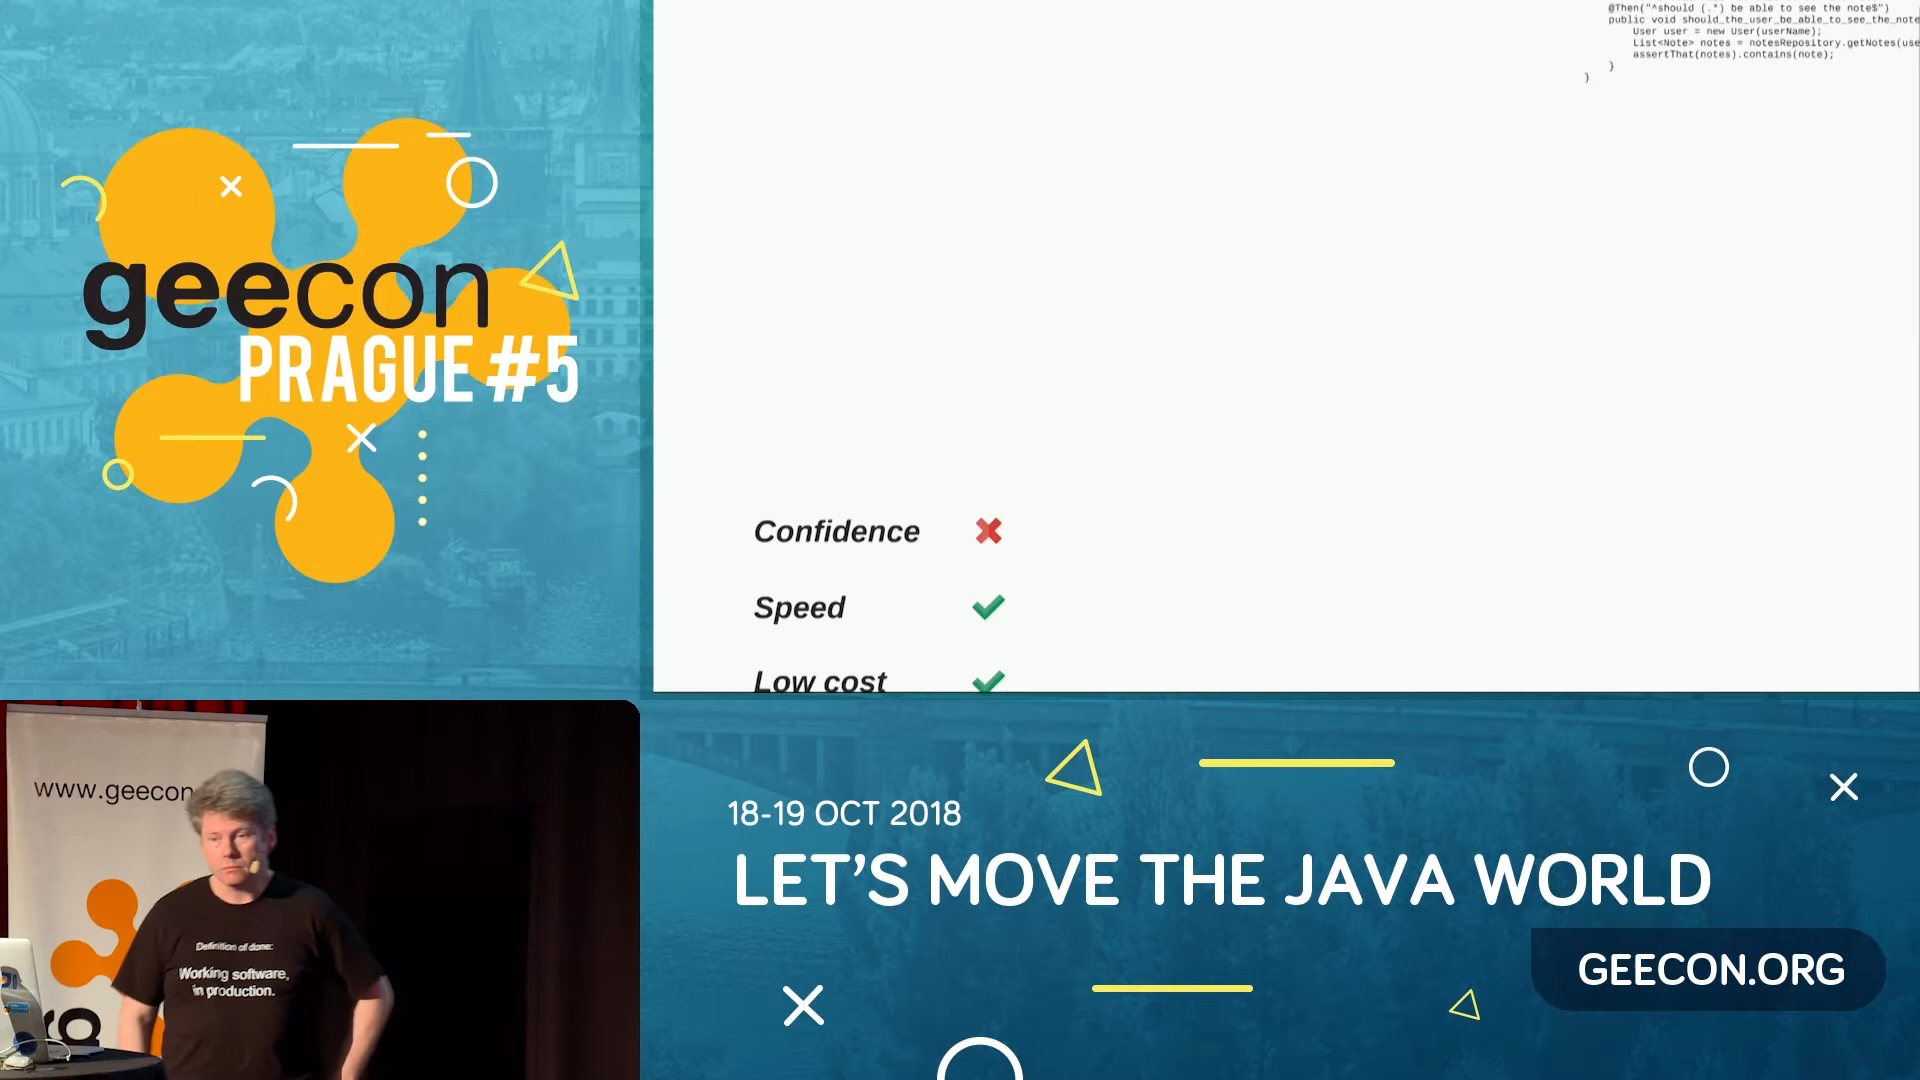 geecon
PRAGUE #5
@Then("^should (.*) be able to see the note$")
public void should_the_user_be_able_to_see_the_note
User user = new User(userName);
List<Note> notes = notesRepository.getNotes(use
assertThat(notes).contains(note);
}
}
Confidence
Speed
Low cost
www.geecon
Definition of done:
Working software,
in production.
rg
18-19 OCT 2018
LET'S MOVE THE JAVA WORLD
GEECON.ORG